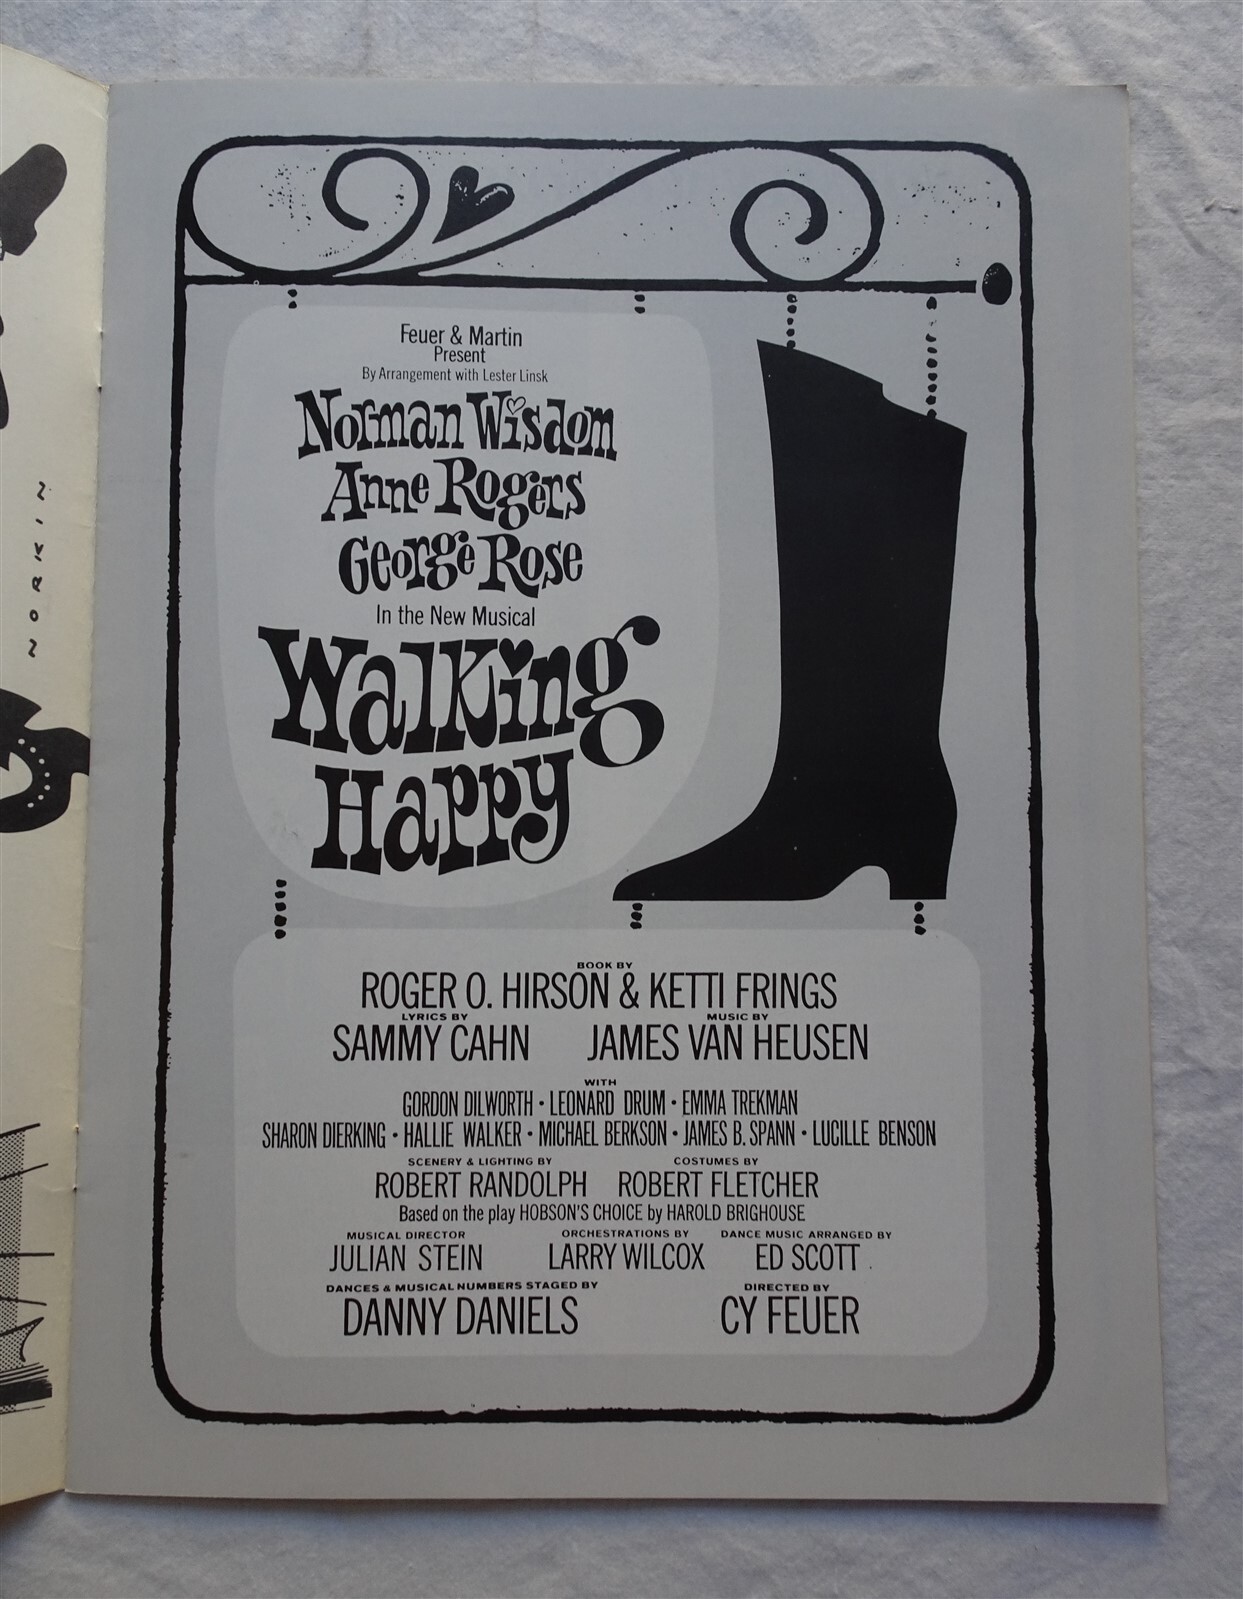 NORKIN
Feuer & Martin
Present
By Arrangement with Lester Linsk
Norman Wisdom
Anne Rogers
George Rose
In the New Musical
Walking
Happy
BOOK BY
ROGER O. HIRSON & KETTI FRINGS
LYRICS BY MUSIC BY
SAMMY CAHN JAMES VAN HEUSEN
WITH
GORDON DILWORTH • LEONARD DRUM • EMMA TREKMAN
SHARON DIERKING • HALLIE WALKER • MICHAEL BERKSON • JAMES B. SPANN • LUCILLE BENSON
SCENERY & LIGHTING BY COSTUMES BY
ROBERT RANDOLPH ROBERT FLETCHER
Based on the play HOBSON'S CHOICE by HAROLD BRIGHOUSE
MUSICAL DIRECTOR ORCHESTRATIONS BY DANCE MUSIC ARRANGED BY
JULIAN STEIN LARRY WILCOX ED SCOTT
DANCES & MUSICAL NUMBERS STAGED BY DIRECTED BY
DANNY DANIELS CY FEUER